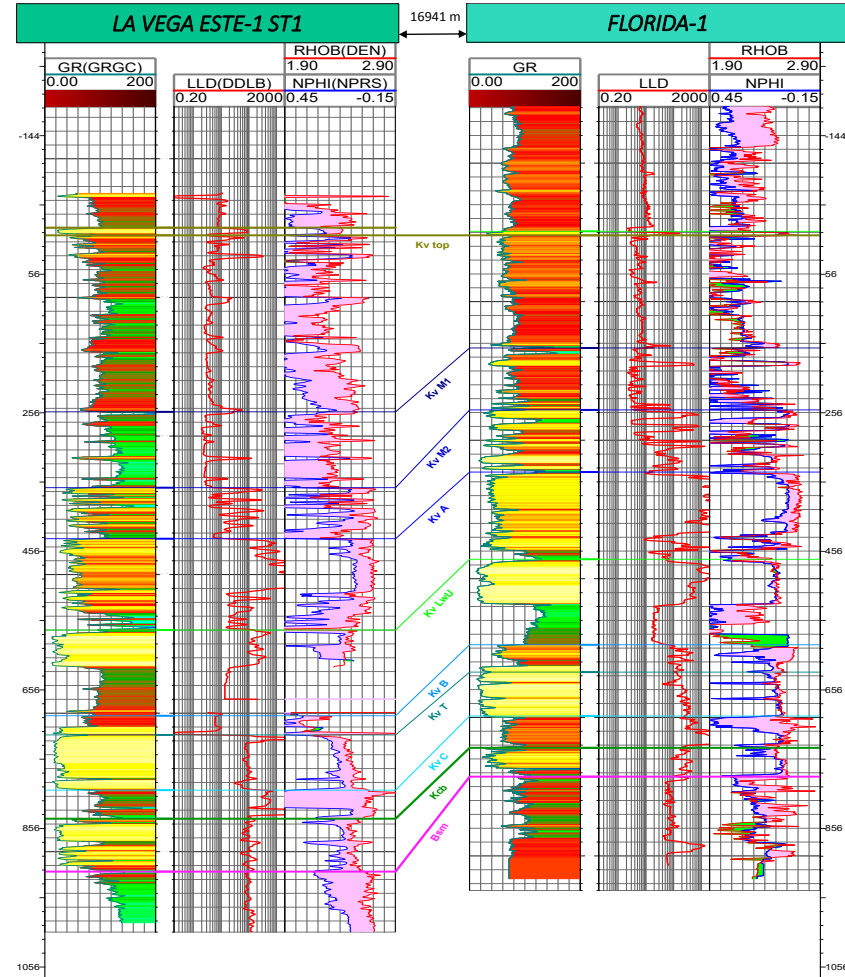 LA VEGA ESTE-1 ST1
16941 m
FLORIDA-1
RHOB(DEN)
1.90 2.90
GR(GRGC)
0.00 200
LLD(DDLB)
0.20 2000
NPHI(NPRS)
0.45 -0.15
RHOB
1.90 2.90
GR
0.00 200
LLD
0.20 2000
NPHI
0.45 -0.15
-144 -144
Kv top
56 56
Kv M1
256 256
Kv M2
Kv A
456 456
Kv LwU
656 656
Kv B
Kv T
Kv C
Kcb
856 856
Bsm
1056 1056